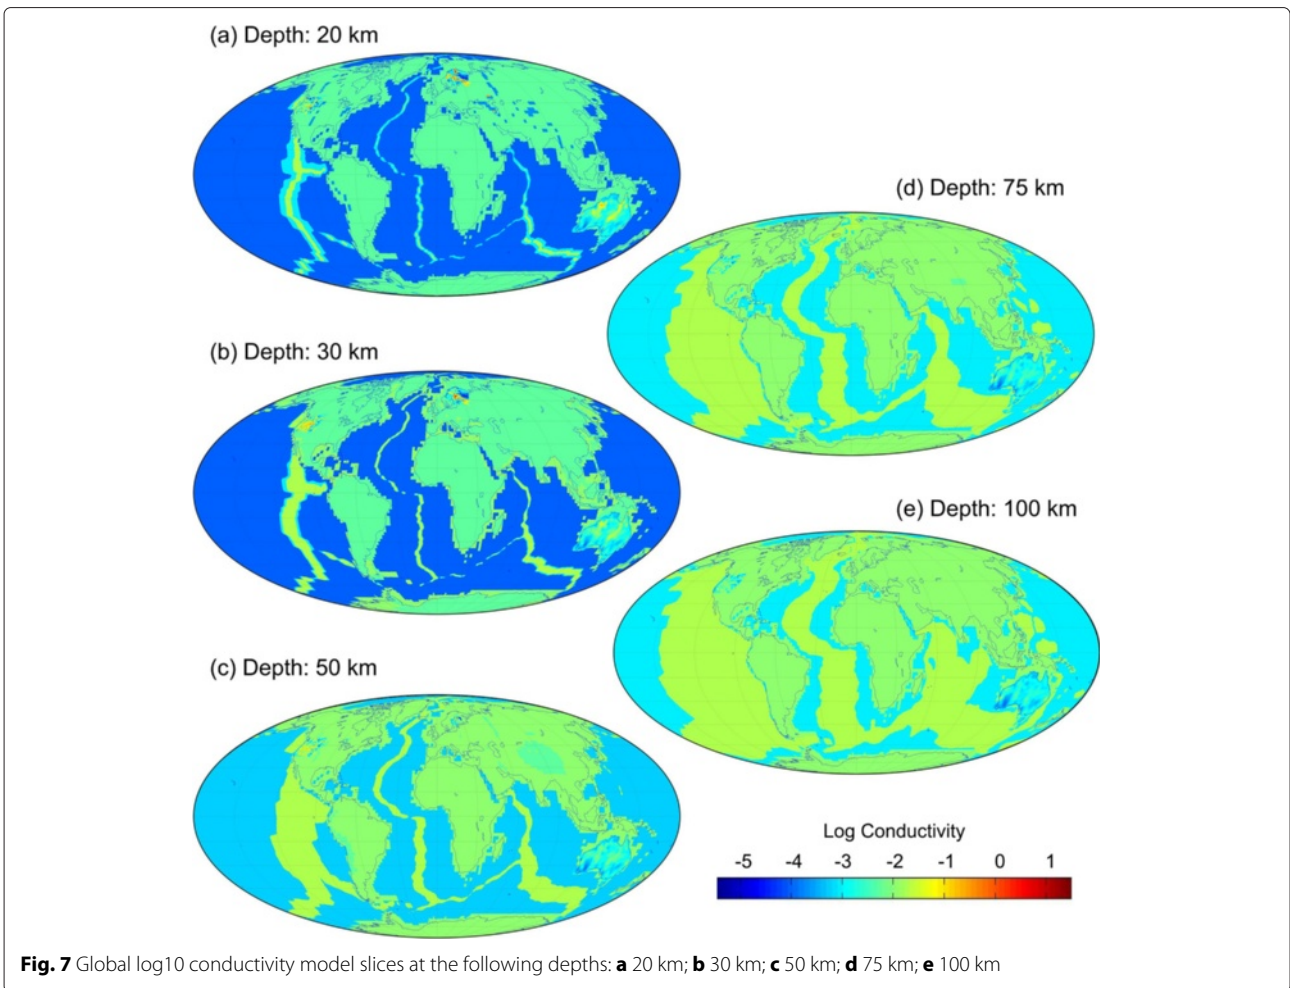 (a) Depth: 20 km
(d) Depth: 75 km
(b) Depth: 30 km
(e) Depth: 100 km
(c) Depth: 50 km
Log Conductivity
-5 -4 -3 -2 -1 0 1
Fig. 7 Global log10 conductivity model slices at the following depths: a 20 km; b 30 km; c 50 km; d 75 km; e 100 km